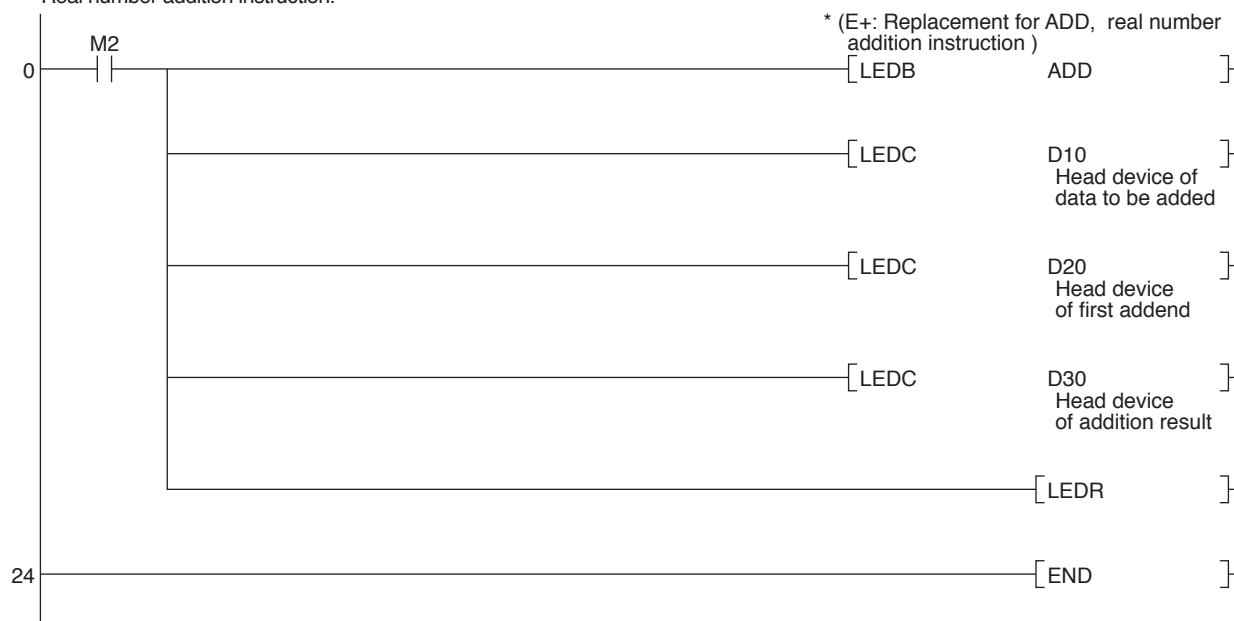 Real number addition instruction.
* (E+: Replacement for ADD, real number
addition instruction )
M2
0
LEDB ADD
LEDC D10
Head device of
data to be added
LEDC D20
Head device
of first addend
LEDC D30
Head device
of addition result
LEDR
24
END